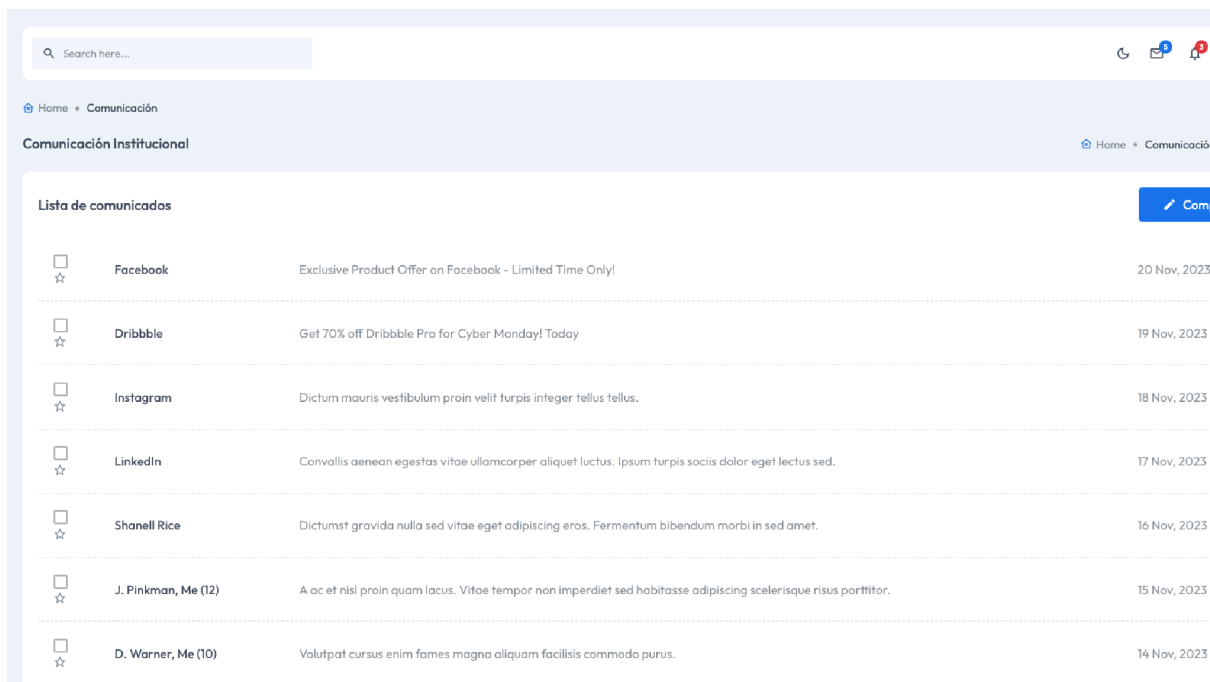 Search here...
5
3
Home • Comunicación
Comunicación Institucional
Home •
Lista de comunicados
Facebook Exclusive Product Offer on Facebook - Limited Time Only! 20 Nov, 2023
Dribbble Get 70% off Dribbble Pro for Cyber Monday! Today 19 Nov, 2023
Instagram Dictum mauris vestibulum proin velit turpis integer tellus tellus. 18 Nov, 2023
LinkedIn Convallis aenean egestas vitae ullamcorper aliquet luctus. Ipsum turpis sociis dolor eget lectus sed. 17 Nov, 2023
Shanell Rice Dictumst gravida nulla sed vitae eget adipiscing eros. Fermentum bibendum morbi in sed amet. 16 Nov, 2023
J. Pinkman, Me (12) A ac et nisl proin quam lacus. Vitae tempor non imperdiet sed habitasse adipiscing scelerisque risus porttitor. 15 Nov, 2023
D. Warner, Me (10) Volutpat cursus enim fames magna aliquam facilisis commodo purus. 14 Nov, 2023